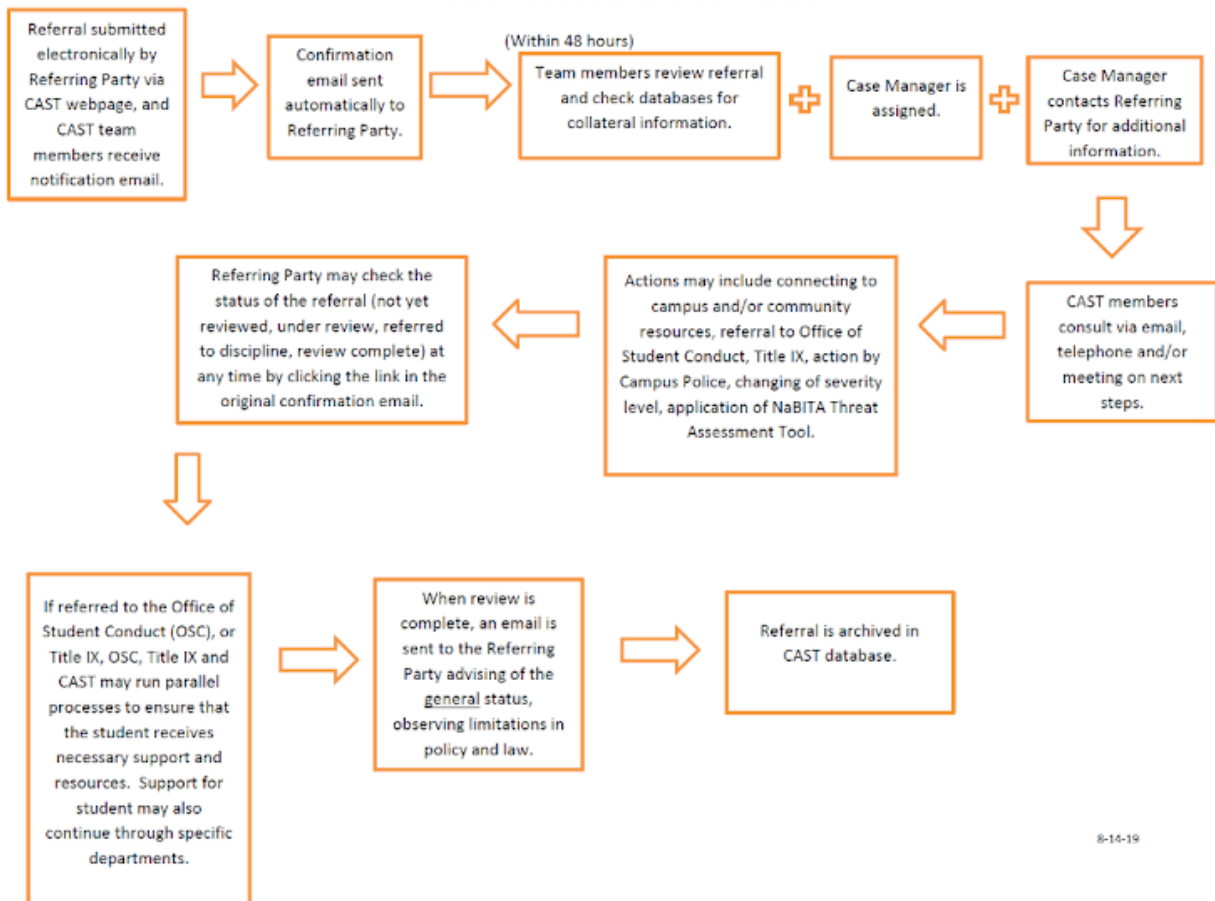 Referral submitted
electronically by
Referring Party via
CAST webpage, and
CAST team
members receive
notification email.
Confirmation
email sent
automatically to
Referring Party.
(Within 48 hours)
Team members review referral
and check databases for
collateral information.
Case Manager is
assigned.
Case Manager
contacts Referring
Party for additional
information.
CAST members
consult via email,
telephone and/or
meeting on next
steps.
Actions may include connecting to
campus and/or community
resources, referral to Office of
Student Conduct, Title IX, action by
Campus Police, changing of severity
level, application of NaBITA Threat
Assessment Tool.
Referring Party may check the
status of the referral (not yet
reviewed, under review, referred
to discipline, review complete) at
any time by clicking the link in the
original confirmation email.
If referred to the Office of
Student Conduct (OSC), or
Title IX, OSC, Title IX and
CAST may run parallel
processes to ensure that
the student receives
necessary support and
resources.  Support for
student may also
continue through specific
departments.
When review is
complete, an email is
sent to the Referring
Party advising of the
general status,
observing limitations in
policy and law.
Referral is archived in
CAST database.
8-14-19